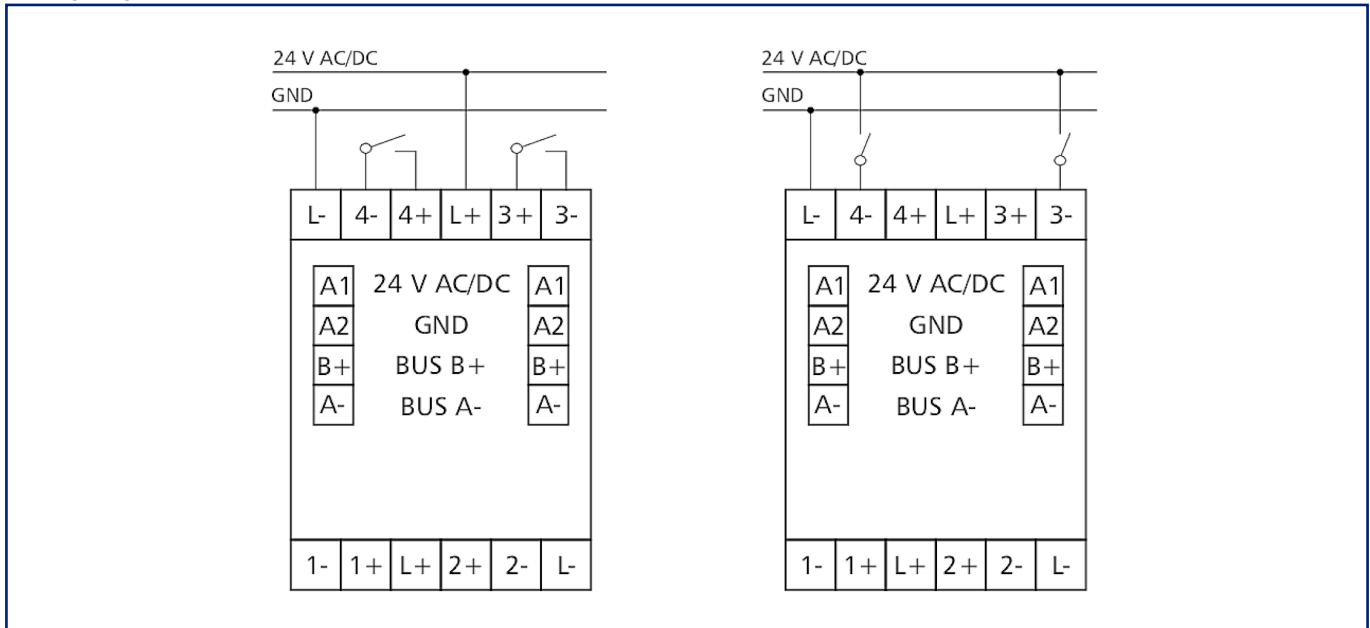 24 V AC/DC
GND
L- 4- 4+ L+ 3+ 3-
A1 24 V AC/DC A1
A2 GND A2
B+ BUS B+ B+
A- BUS A- A-
1- 1+ L+ 2+ 2- L-
24 V AC/DC
GND
L- 4- 4+ L+ 3+ 3-
A1 24 V AC/DC A1
A2 GND A2
B+ BUS B+ B+
A- BUS A- A-
1- 1+ L+ 2+ 2- L-